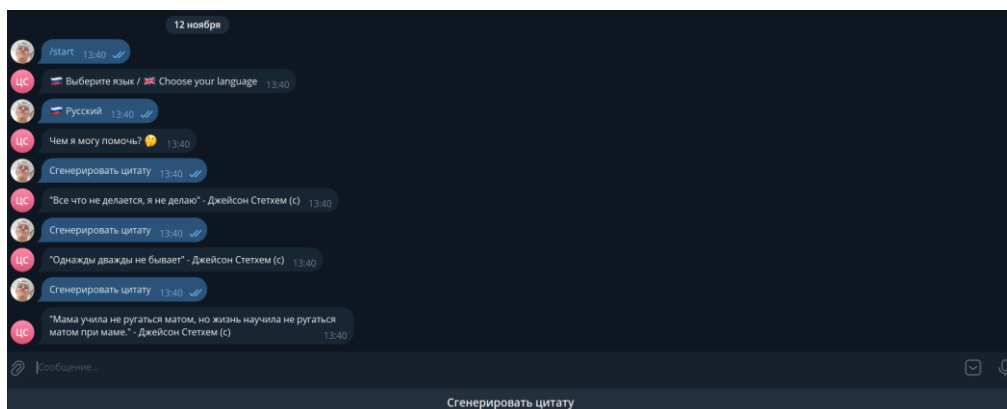 12 ноября
/start 13:40
ЦС
🇷🇺 Выберите язык / 🇬🇧 Choose your language 13:40
🇷🇺 Русский 13:40
ЦС
Чем я могу помочь? 🤔 13:40
Сгенерировать цитату 13:40
ЦС
"Все что не делается, я не делаю" - Джейсон Стетхем (с) 13:40
Сгенерировать цитату 13:40
ЦС
"Однажды дважды не бывает" - Джейсон Стетхем (с) 13:40
Сгенерировать цитату 13:40
ЦС
"Мама учила не ругаться матом, но жизнь научила не ругаться
матом при маме." - Джейсон Стетхем (с) 13:40
Сообщение...
Сгенерировать цитату